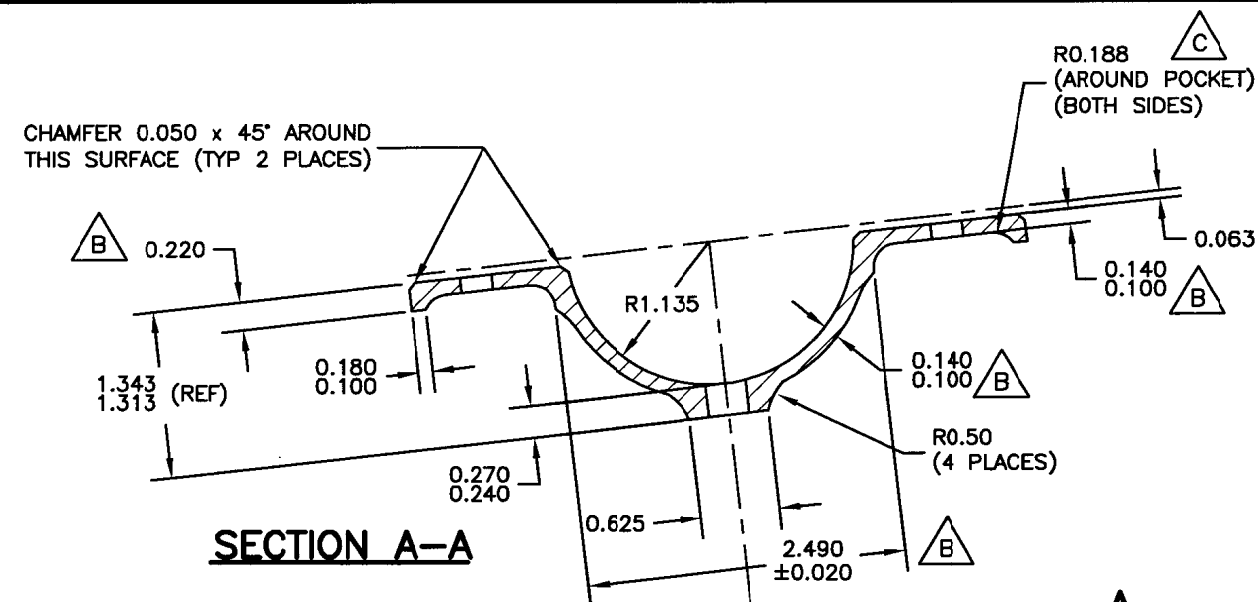 C
R0.188
(AROUND POCKET)
(BOTH SIDES)
CHAMFER 0.050 x 45° AROUND
THIS SURFACE (TYP 2 PLACES)
B 0.220
0.063
0.140
0.100 B
R1.135
0.180
0.100
1.343
1.313 (REF)
0.140
0.100 B
R0.50
(4 PLACES)
0.270
0.240
0.625
2.490
±0.020
B
SECTION A-A